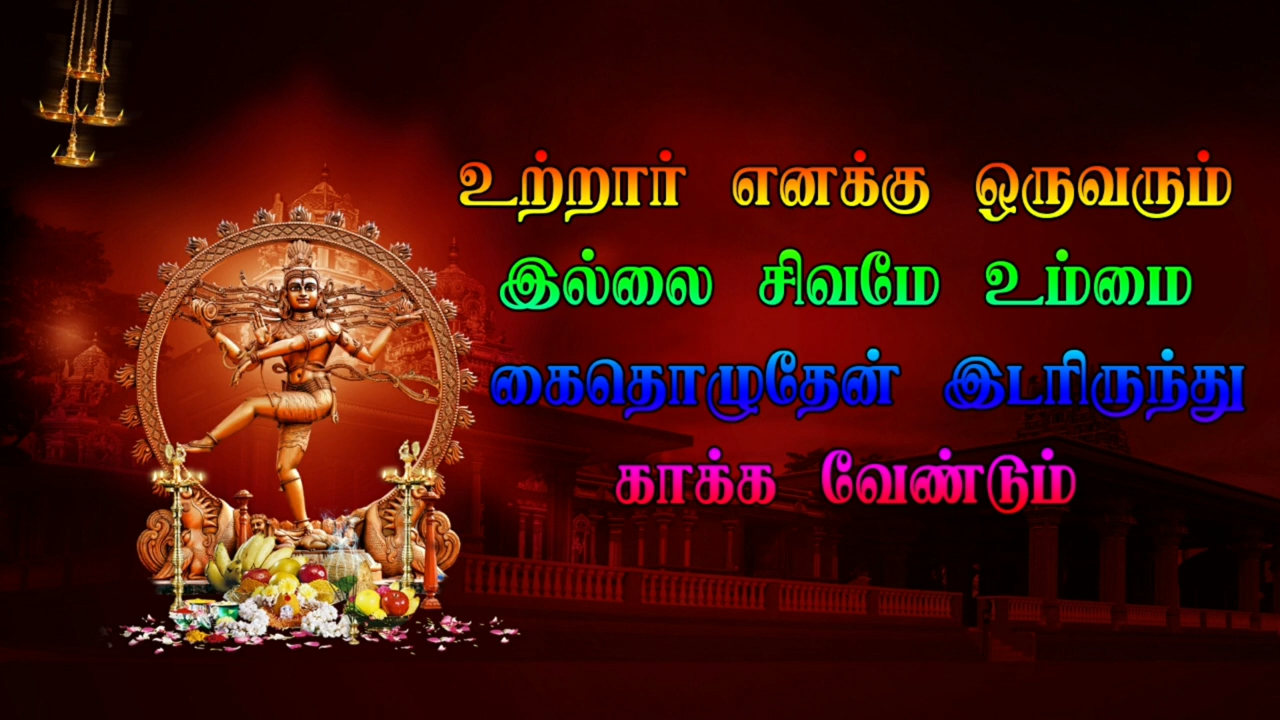 உற்றார் எனக்கு ஒருவரும்
இல்லை சிவமே உம்மை
கைதொழுதேன் இடரிருந்து
காக்க வேண்டும்